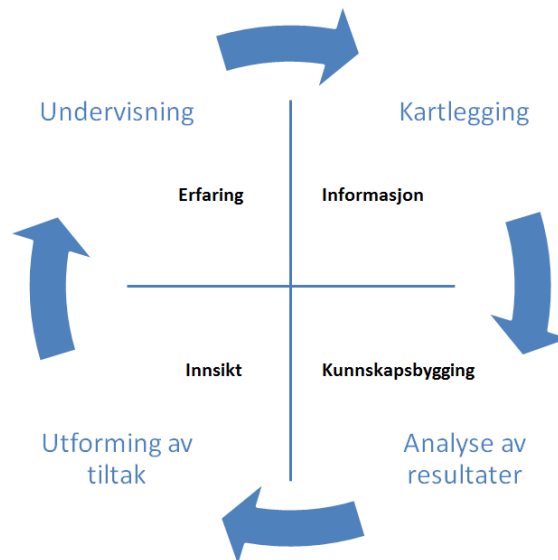 Undervisning
Kartlegging
Erfaring
Informasjon
Innsikt
Kunnskapsbygging
Utforming av
tiltak
Analyse av
resultater